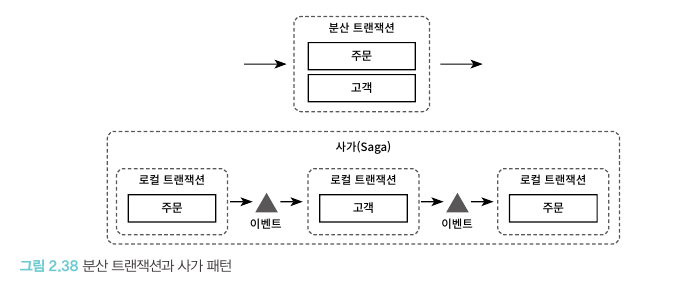 분산 트랜잭션
주문
고객
사가(Saga)
로컬 트랜잭션
주문
이벤트
로컬 트랜잭션
고객
이벤트
로컬 트랜잭션
주문
그림 2.38 분산 트랜잭션과 사가 패턴